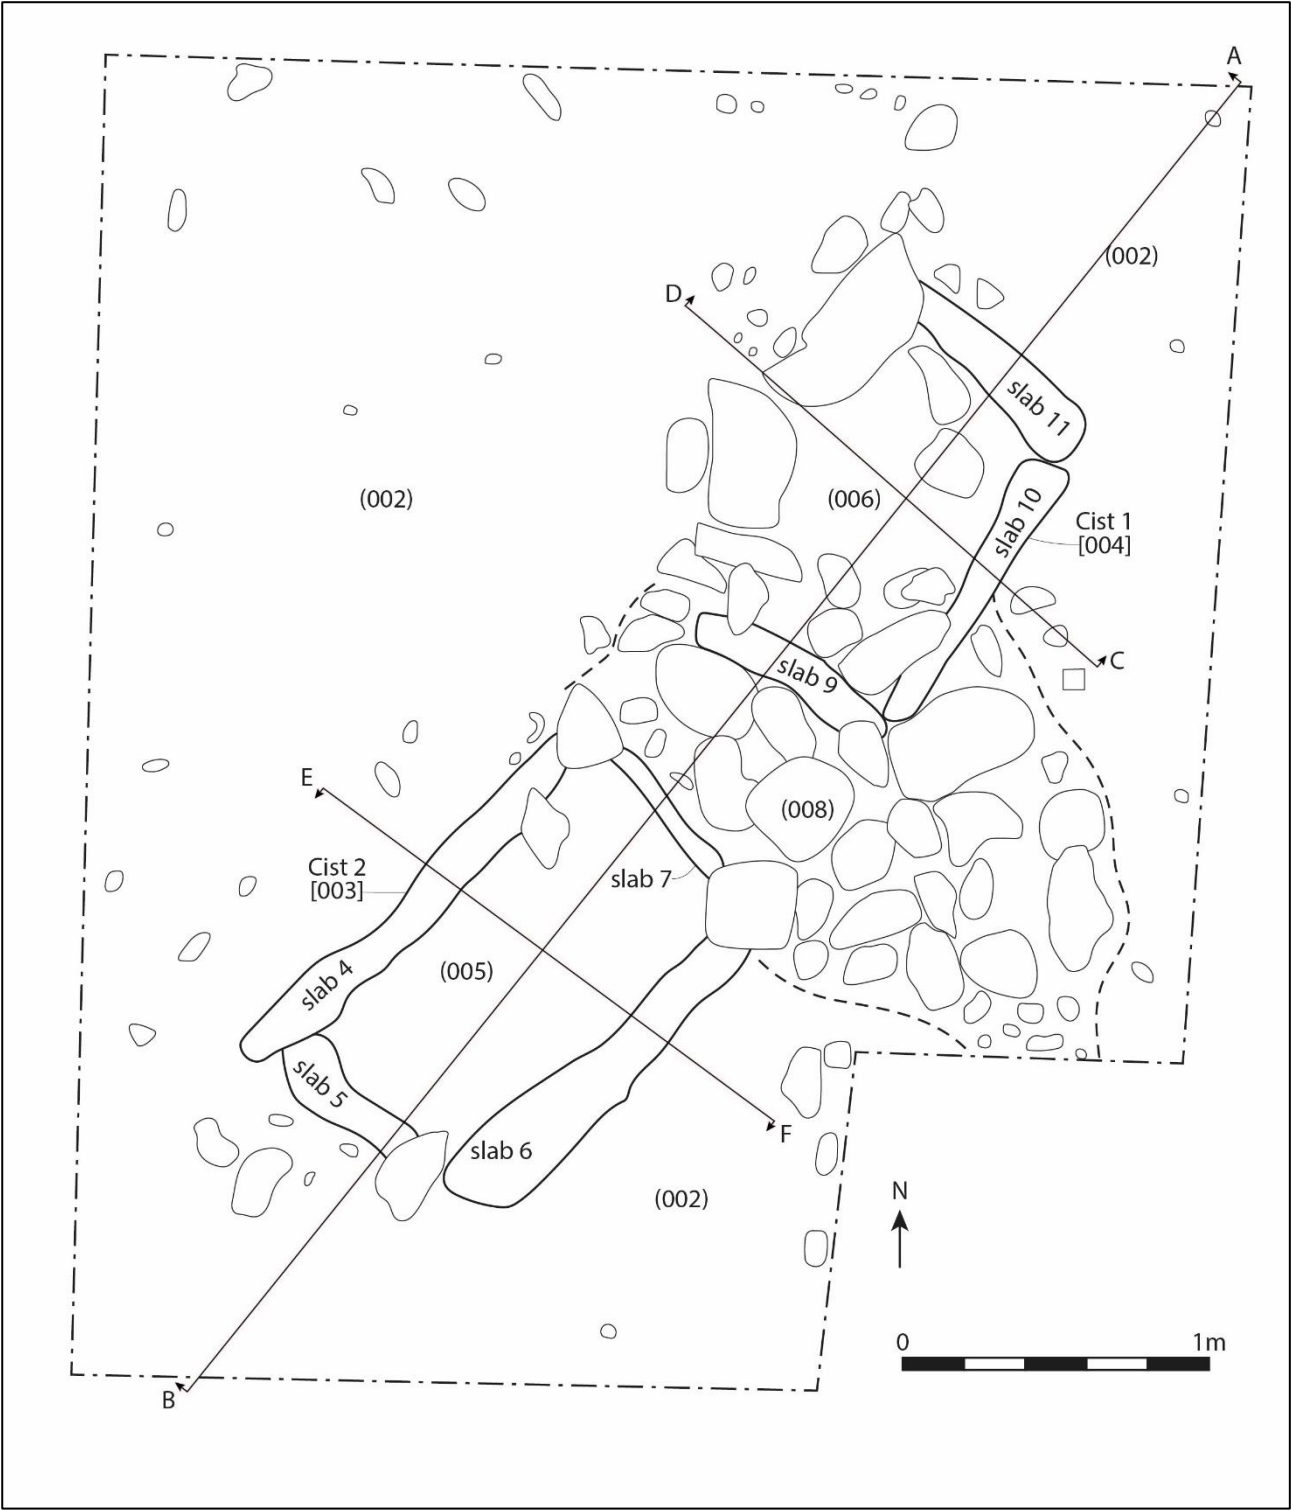 A
(002)
D
slab 11
(002)
(006)
slab 10
Cist 1
[004]
C
slab 9
E
(008)
Cist 2
[003]
slab 7
(005)
slab 4
slab 5
F
slab 6
(002)
N
0 1m
B